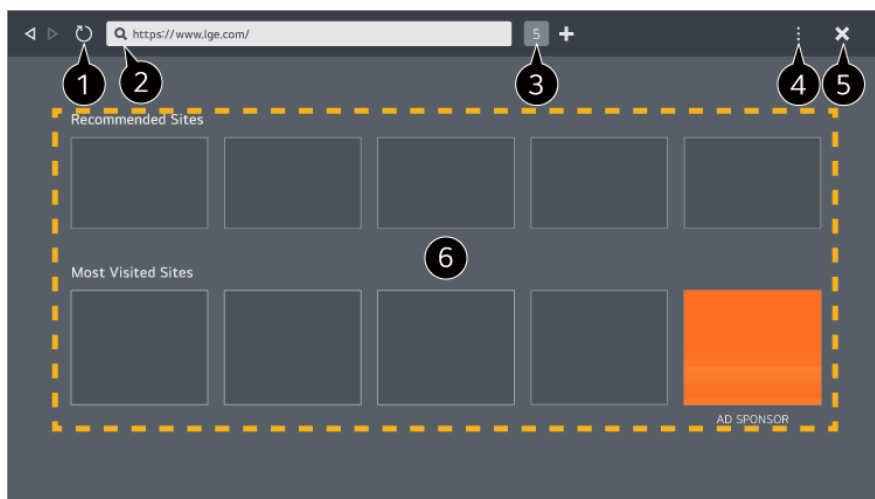 https://www.lge.com/ 5
1 2 3 4 5
Recommended Sites
6
Most Visited Sites
AD SPONSOR